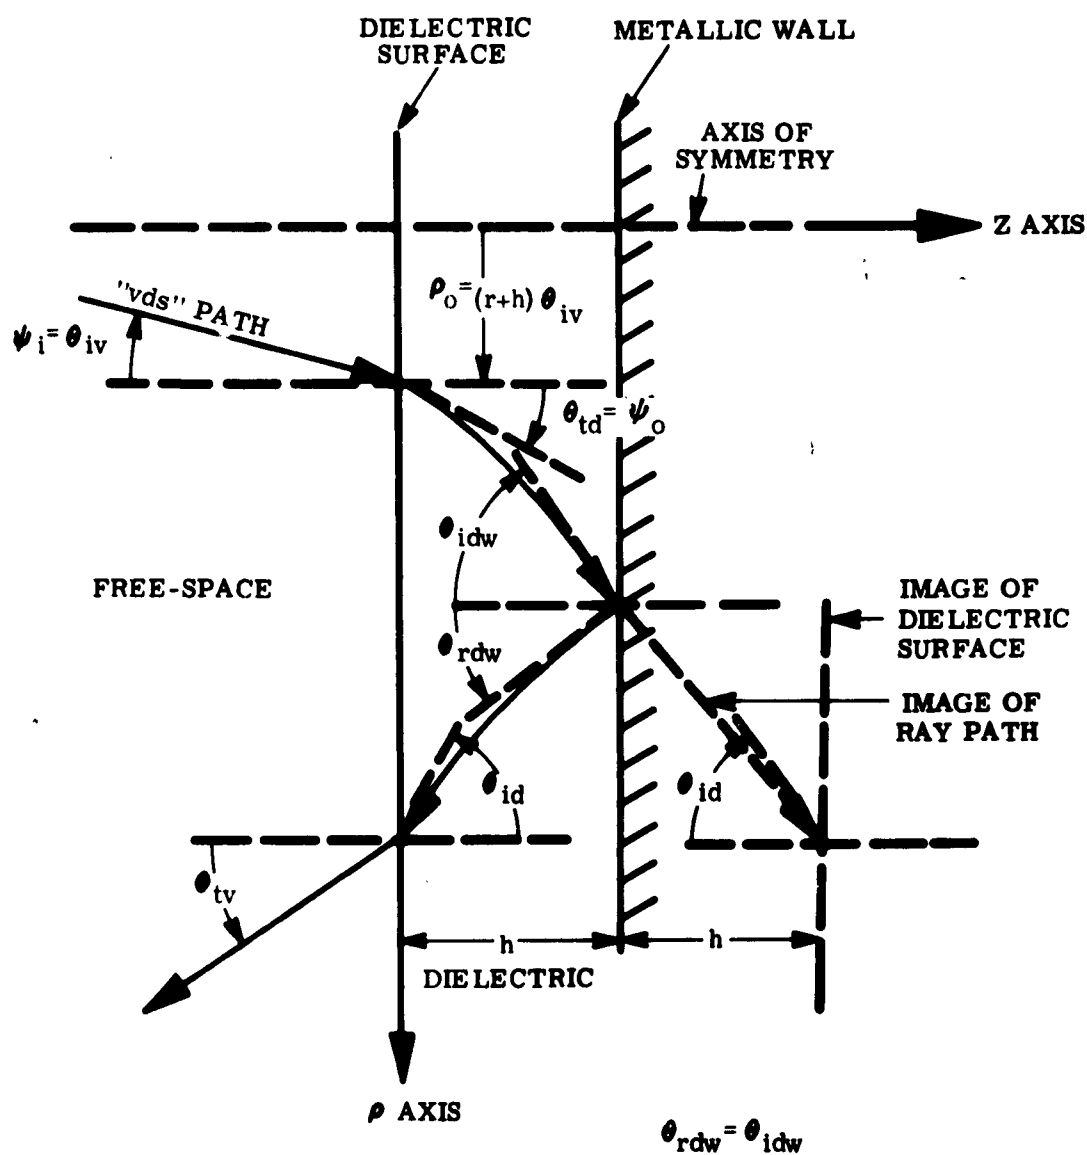 DIELECTRIC
SURFACE
METALLIC WALL
AXIS OF
SYMMETRY
Z AXIS
ρo = (r+h) θiv
"vds" PATH
ψi = θiv
θtd = ψo
θidw
FREE-SPACE
IMAGE OF
DIELECTRIC
SURFACE
θrdw
IMAGE OF
RAY PATH
θid
θid
θtv
h
h
DIELECTRIC
ρ AXIS
θrdw = θidw